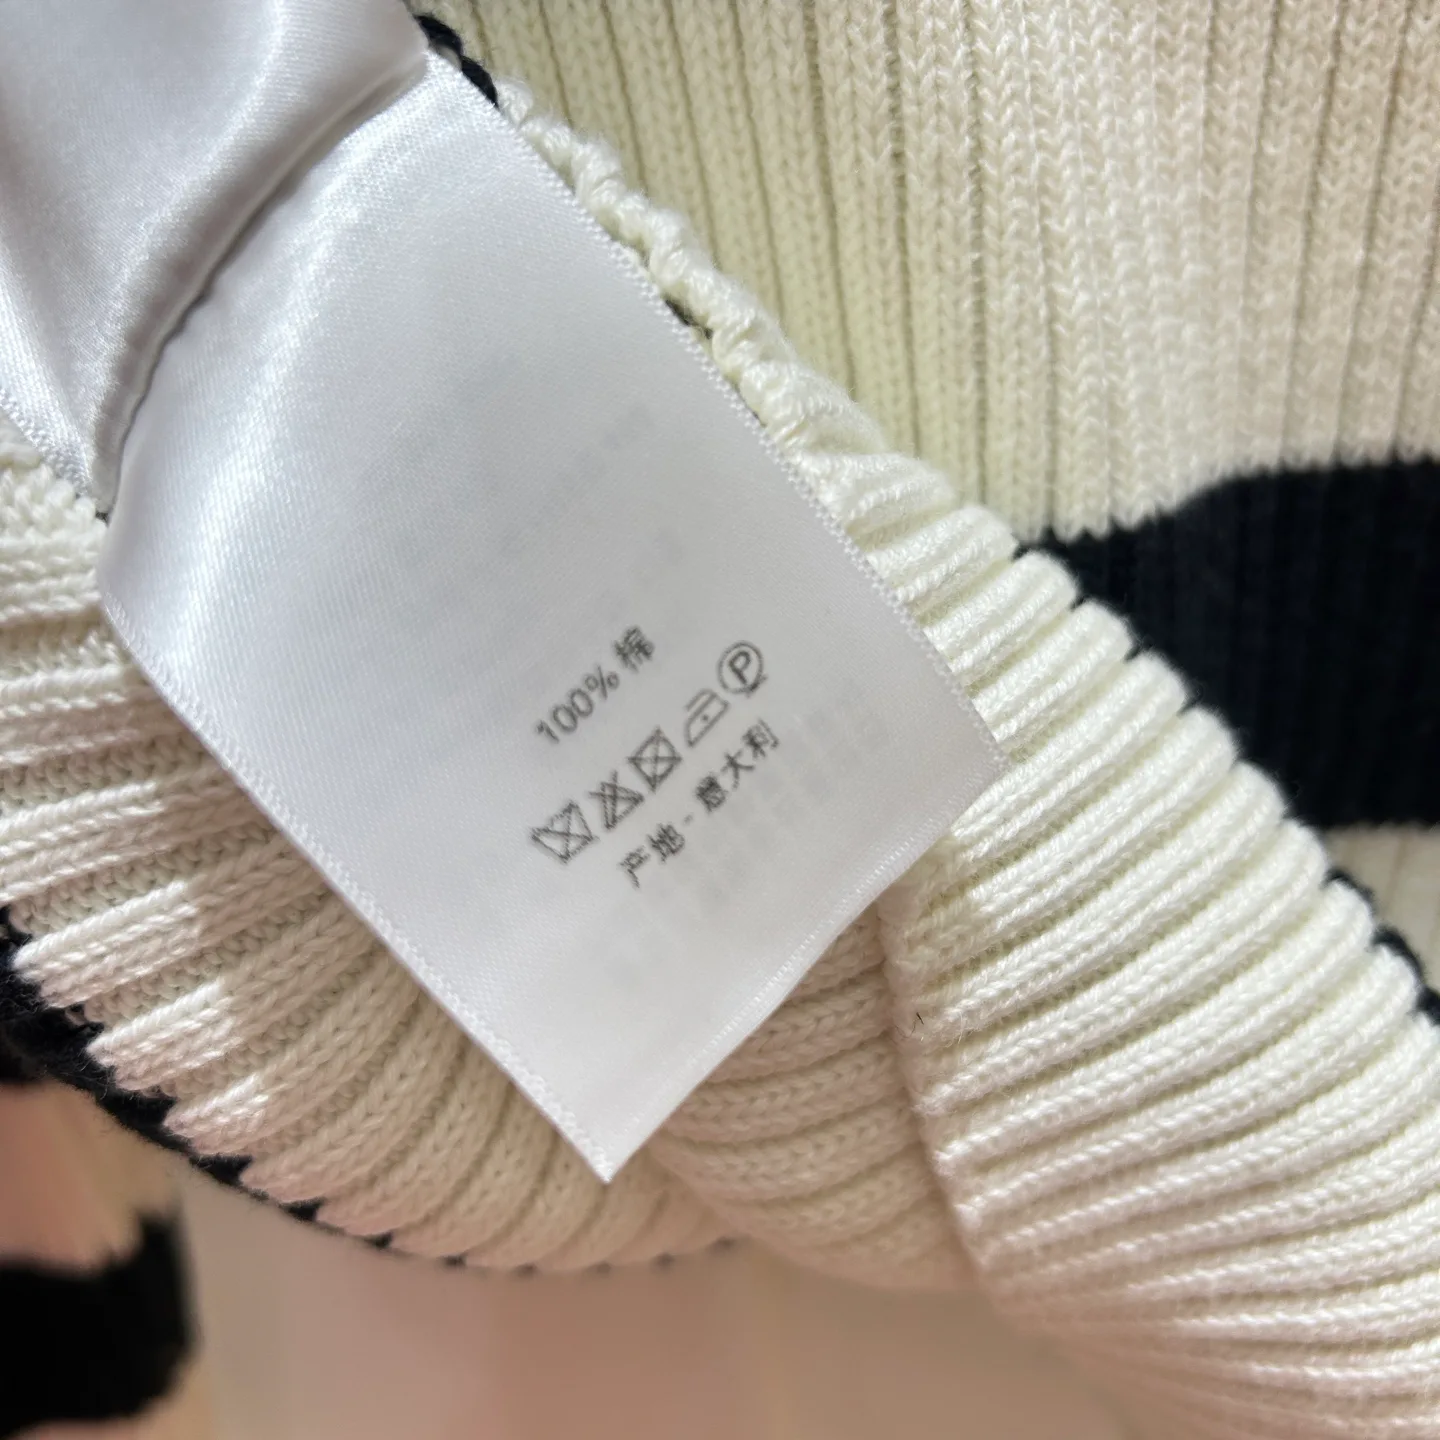 100% 棉
P
产地 - 意大利